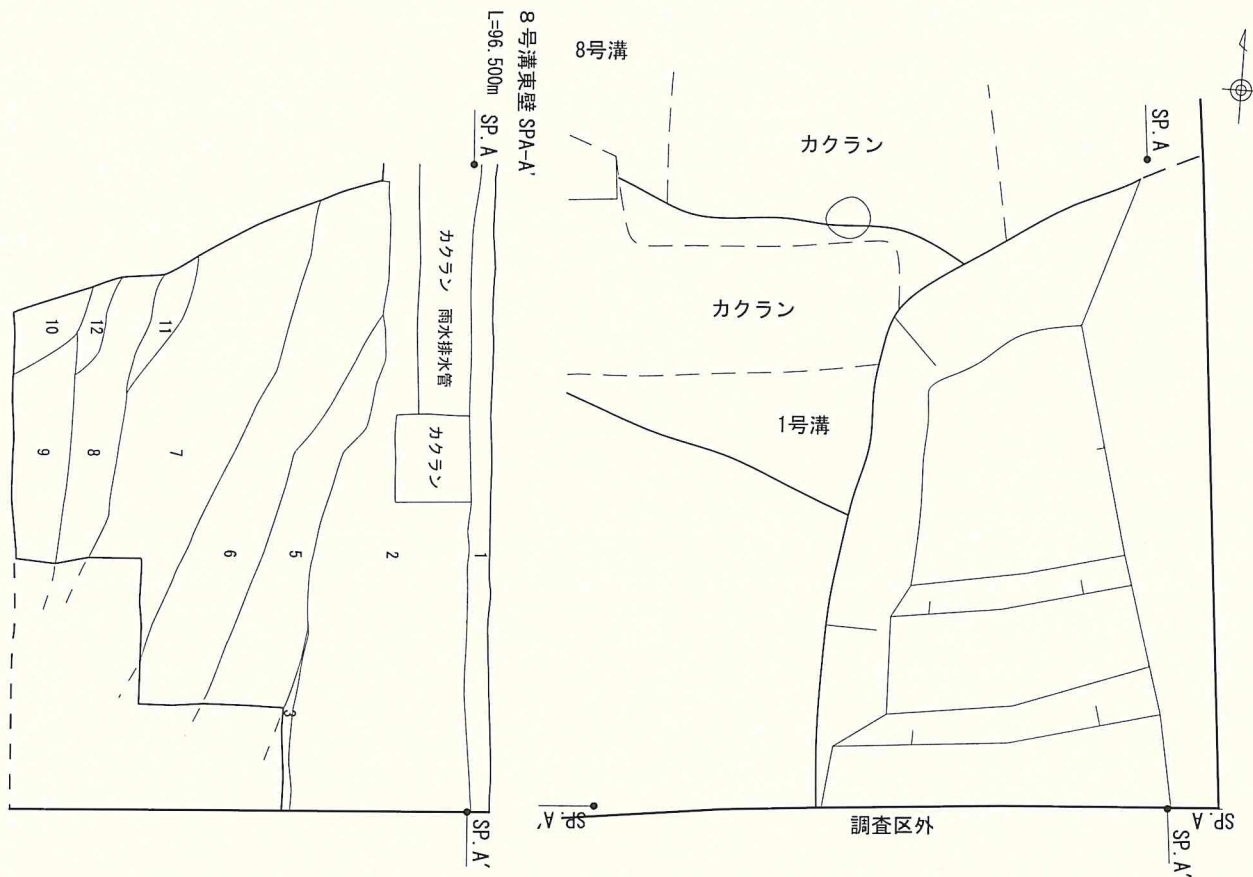 8号溝
カクラン
SP.A
カクラン
1号溝
調査区外
SP.A'
SP.A
SP.A'
8号溝東壁 SPA-A'
L=96.500m SP.A
カクラン 雨水排水管
カクラン
1
2
3
5
6
7
8
9
10
12
11
SP.A'